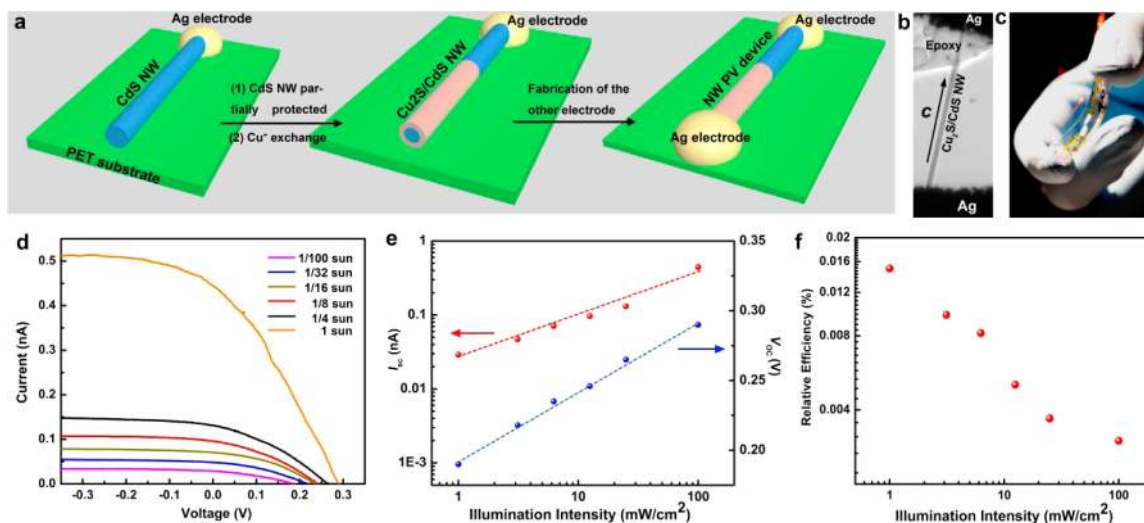 a
Ag electrode
CdS NW
PET substrate
(1) CdS NW par-
tially protected
(2) Cu⁺ exchange
Ag electrode
Cu2S/CdS NW
Fabrication of the
other electrode
Ag electrode
NW PV device
Ag electrode
b
Ag
Epoxy
c
Cu₂S/CdS NW
Ag
c
d
Current (nA)
0.5
0.4
0.3
0.2
0.1
0.0
-0.3 -0.2 -0.1 0.0 0.1 0.2 0.3
Voltage (V)
1/100 sun
1/32 sun
1/16 sun
1/8 sun
1/4 sun
1 sun
e
I_sc (nA)
1
0.1
0.01
1E-3
1 10 100
Illumination Intensity (mW/cm²)
0.35
0.30
0.25
0.20
V_OC (V)
f
Relative Efficiency (%)
0.02
0.016
0.012
0.008
0.004
1 10 100
Illumination Intensity (mW/cm²)